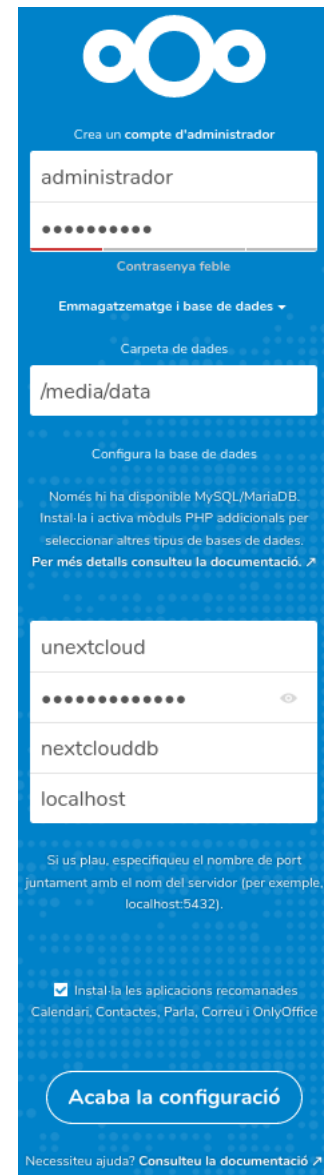 Crea un compte d'administrador
administrador
••••••••••
Contrasenya feble
Emmagatzematge i base de dades
Carpeta de dades
/media/data
Configura la base de dades
Només hi ha disponible MySQL/MariaDB.
Instal·la i activa mòduls PHP addicionals per
seleccionar altres tipus de bases de dades.
Per més detalls consulteu la documentació. ↗
unextcloud
•••••••••••••
nextclouddb
localhost
Si us plau, especifiqueu el nombre de port
juntament amb el nom del servidor (per exemple,
localhost:5432).
Instal·la les aplicacions recomanades
Calendari, Contactes, Parla, Correu i OnlyOffice
Acaba la configuració
Necessiteu ajuda? Consulteu la documentació ↗